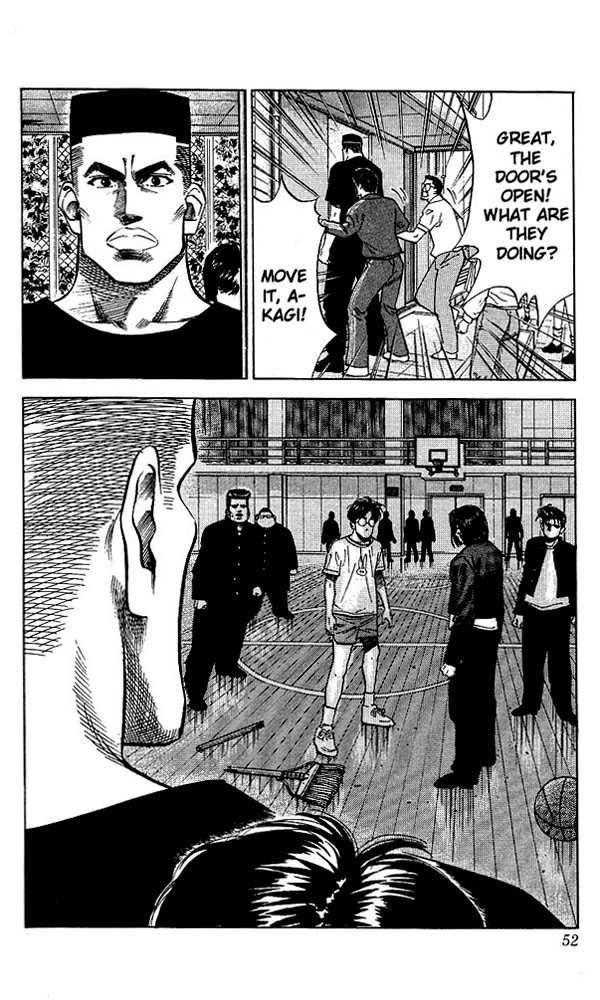 GREAT,
THE
DOOR'S
OPEN!
WHAT ARE
THEY
DOING?
MOVE
IT, A-
KAGI!
52